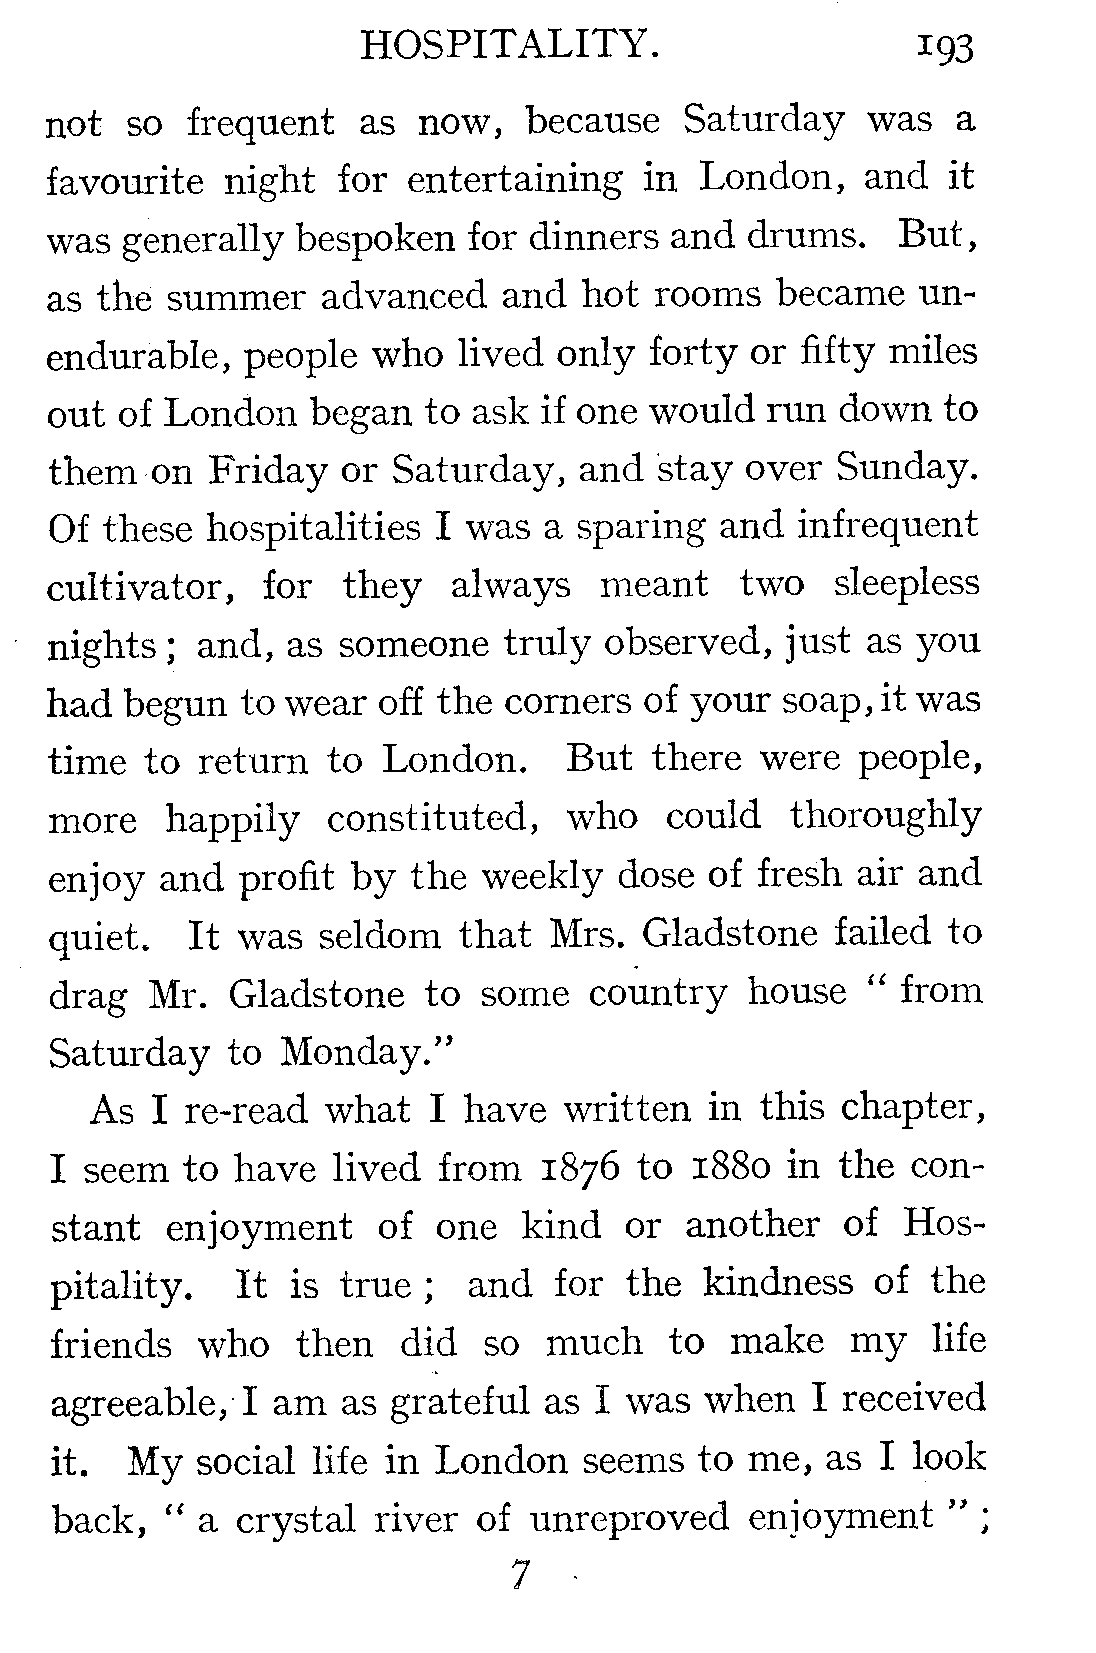 HOSPITALITY. 193
not so frequent as now, because Saturday was a
favourite night for entertaining in London, and it
was generally bespoken for dinners and drums. But,
as the summer advanced and hot rooms became un-
endurable, people who lived only forty or fifty miles
out of London began to ask if one would run down to
them on Friday or Saturday, and stay over Sunday.
Of these hospitalities I was a sparing and infrequent
cultivator, for they always meant two sleepless
nights ; and, as someone truly observed, just as you
had begun to wear off the corners of your soap, it was
time to return to London. But there were people,
more happily constituted, who could thoroughly
enjoy and profit by the weekly dose of fresh air and
quiet. It was seldom that Mrs. Gladstone failed to
drag Mr. Gladstone to some country house “ from
Saturday to Monday.”
As I re-read what I have written in this chapter,
I seem to have lived from 1876 to 1880 in the con-
stant enjoyment of one kind or another of Hos-
pitality. It is true ; and for the kindness of the
friends who then did so much to make my life
agreeable, I am as grateful as I was when I received
it. My social life in London seems to me, as I look
back, “ a crystal river of unreproved enjoyment ” ;
7